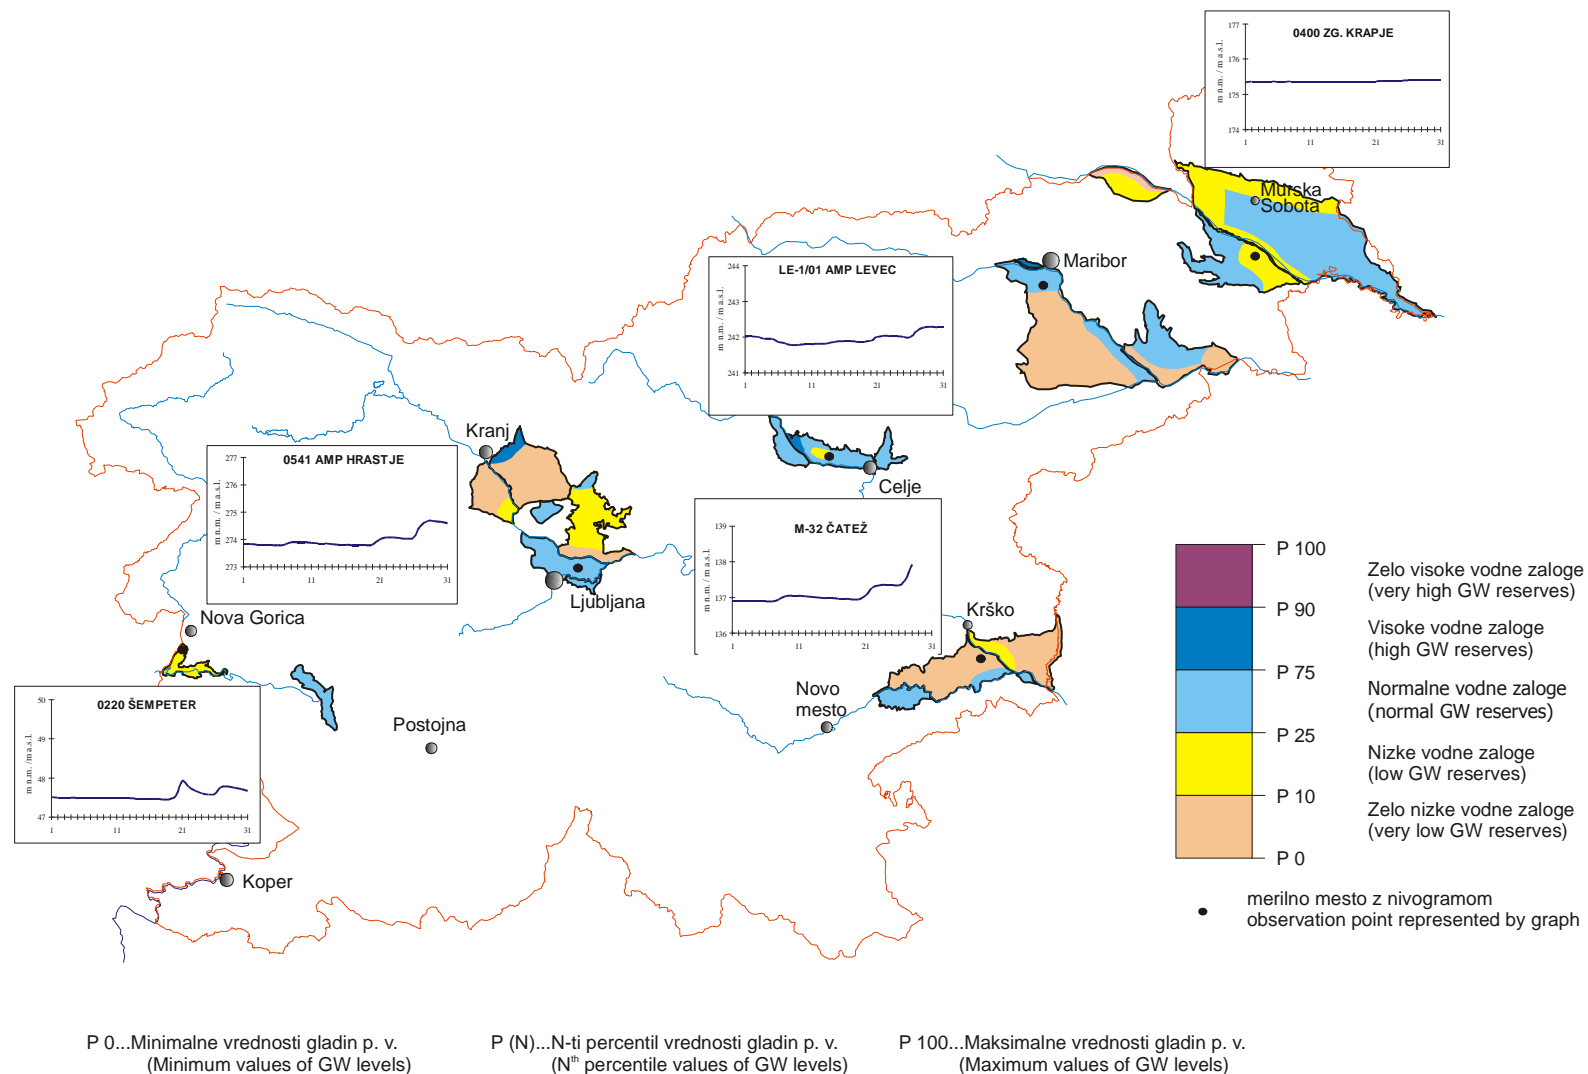 0400 ZG. KRAPJE
m n.m. / m a.s.l.
177
176
175
174
1
11
21
31
Murska
Sobota
Maribor
LE-1/01 AMP LEVEC
m n.m. / m a.s.l.
244
243
242
241
1
11
21
31
Kranj
Celje
0541 AMP HRASTJE
m n.m. / m a.s.l.
277
276
275
274
273
1
11
21
31
M-32 ČATEŽ
m n.m. / m a.s.l.
139
138
137
136
1
11
21
31
Ljubljana
Nova Gorica
Krško
0220 ŠEMPETER
m n.m. / m a.s.l.
50
49
48
47
1
11
21
31
Postojna
Novo
mesto
Koper
P 100
Zelo visoke vodne zaloge
(very high GW reserves)
P 90
Visoke vodne zaloge
(high GW reserves)
P 75
Normalne vodne zaloge
(normal GW reserves)
P 25
Nizke vodne zaloge
(low GW reserves)
P 10
Zelo nizke vodne zaloge
(very low GW reserves)
P 0
merilno mesto z nivogramom
observation point represented by graph
P 0...Minimalne vrednosti gladin p. v.
(Minimum values of GW levels)
P (N)...N-ti percentil vrednosti gladin p. v.
(Nth percentile values of GW levels)
P 100...Maksimalne vrednosti gladin p. v.
(Maximum values of GW levels)